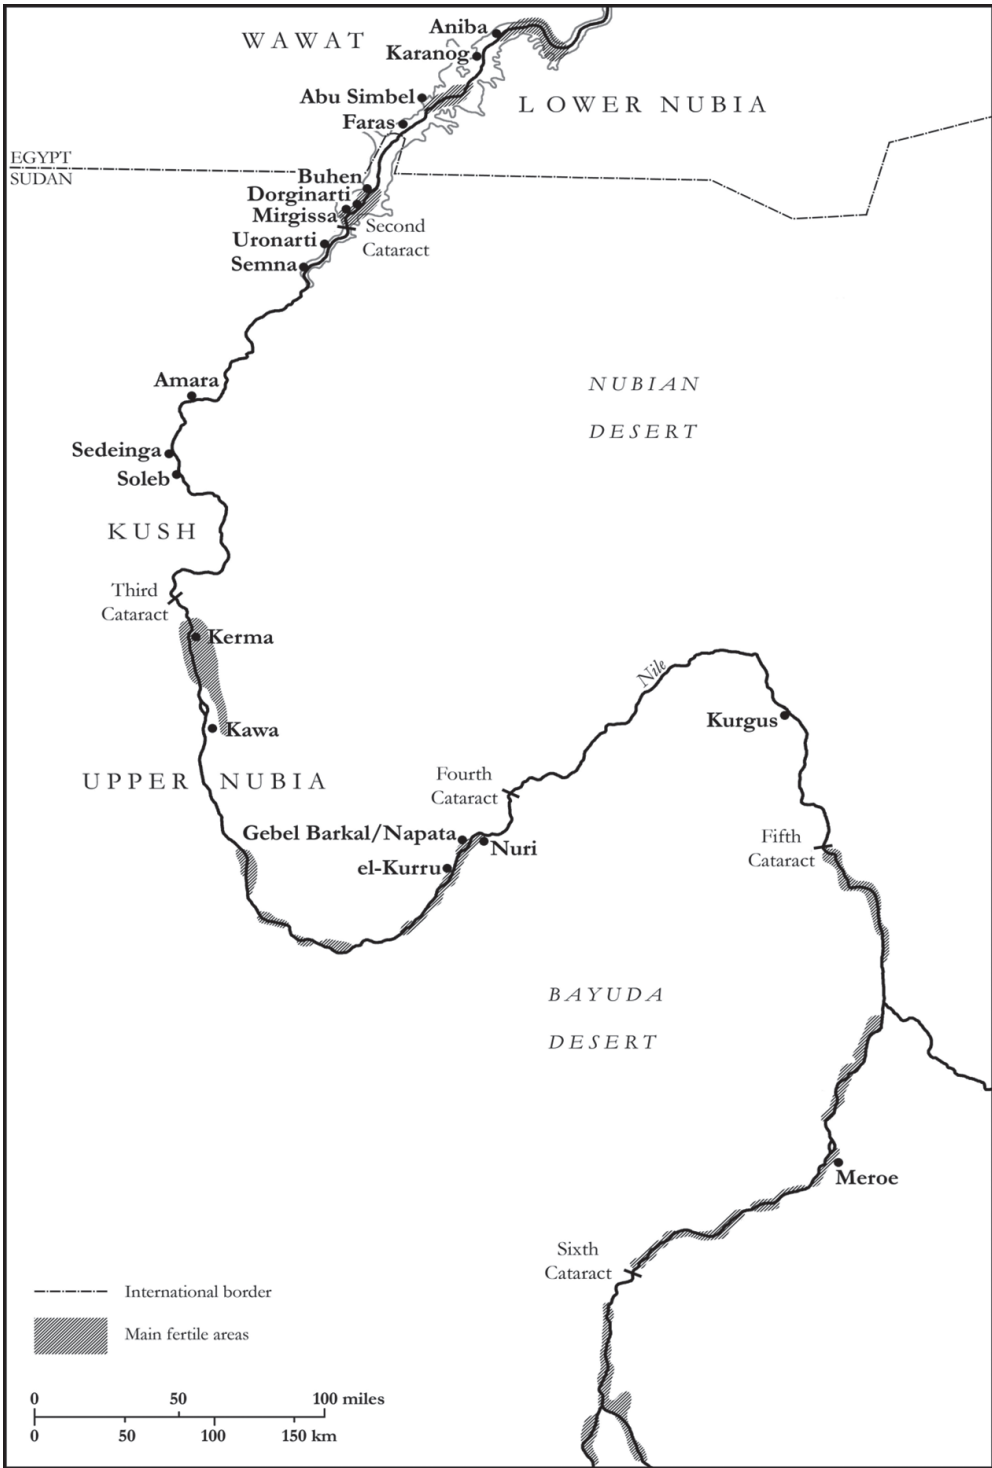 WAWAT
Aniba
Karanog
Abu Simbel
LOWER NUBIA
Faras
EGYPT
SUDAN
Buhen
Dorginarti
Mirgissa
Second
Cataract
Uronarti
Semna
Amara
NUBIAN
DESERT
Sedeinga
Soleb
KUSH
Third
Cataract
Kerma
Nile
Kurgus
Kawa
UPPER NUBIA
Fourth
Cataract
Gebel Barkal/Napata
Nuri
el-Kurru
Fifth
Cataract
BAYUDA
DESERT
Meroe
Sixth
Cataract
International border
Main fertile areas
0 50 100 miles
0 50 100 150 km